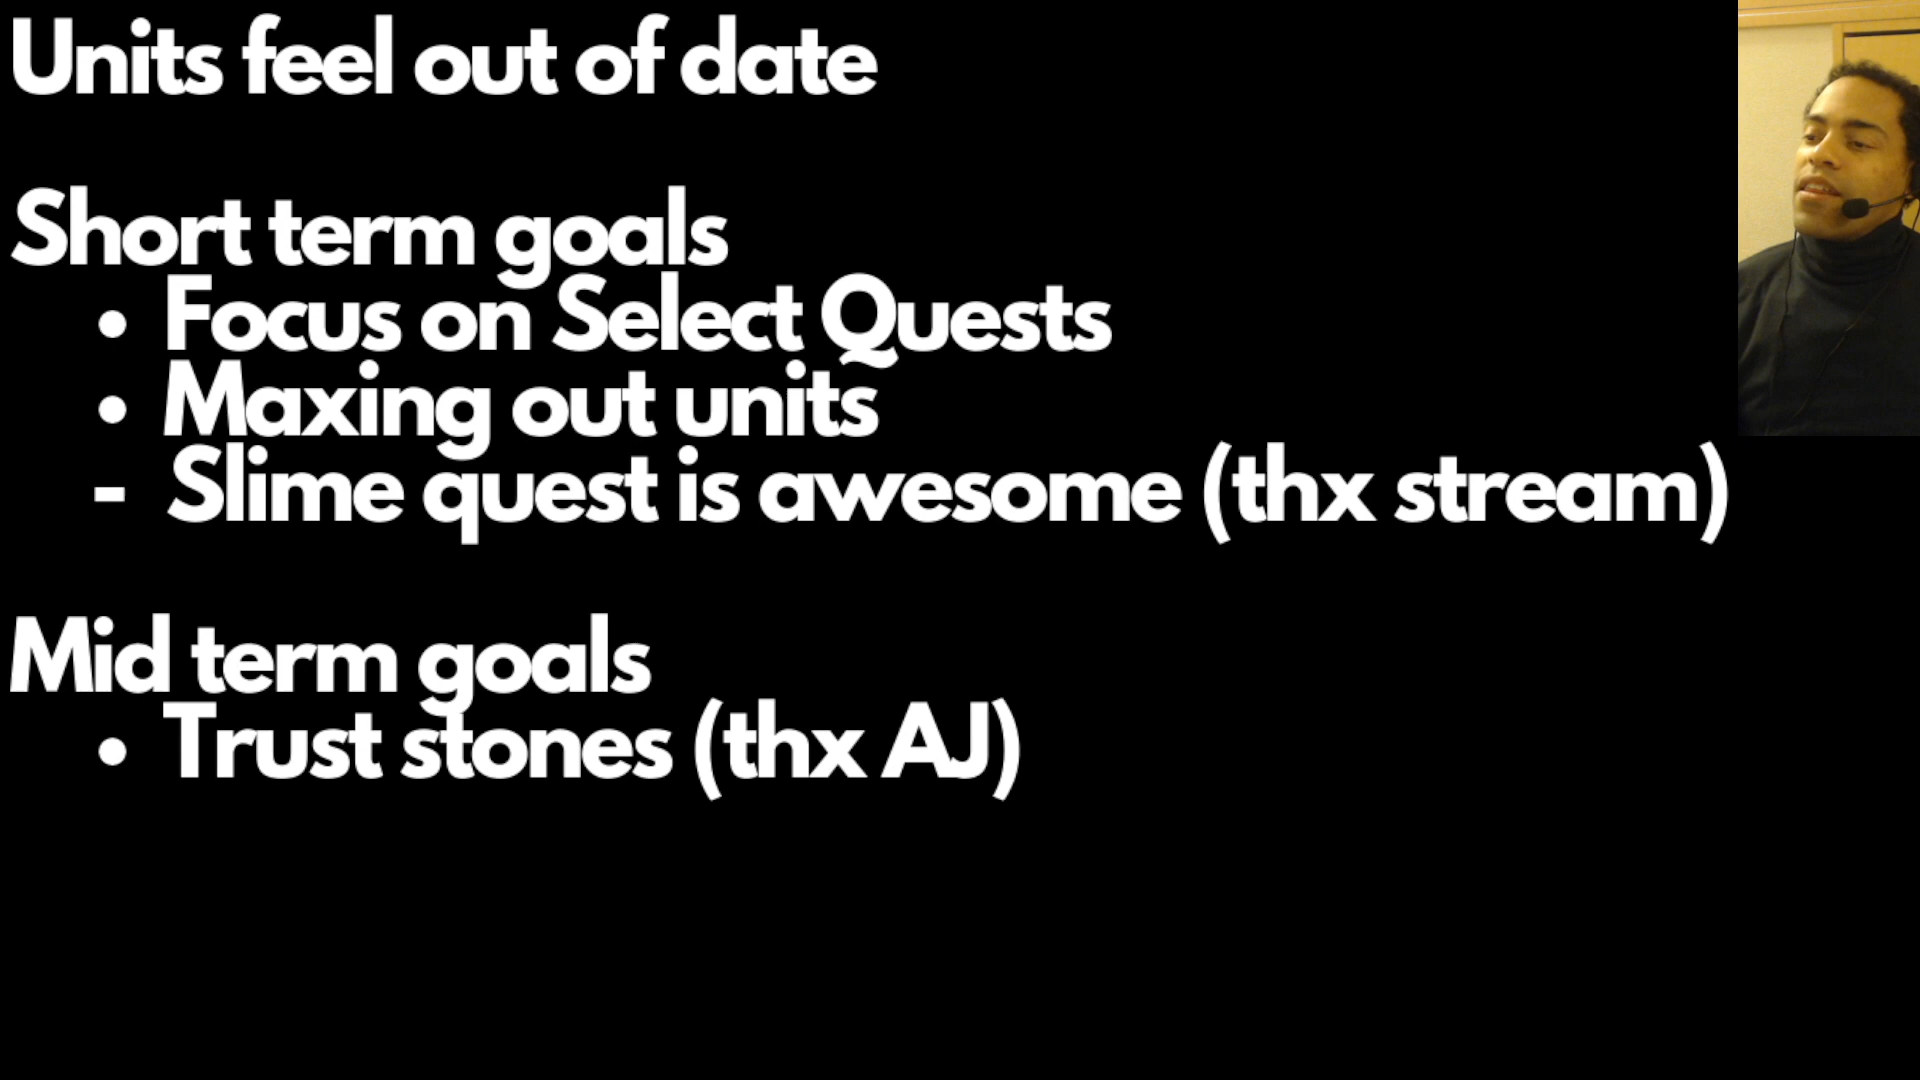 Units feel out of date
Short term goals
• Focus on Select Quests
• Maxing out units
- Slime quest is awesome (thx stream)
Mid term goals
• Trust stones (thx AJ)